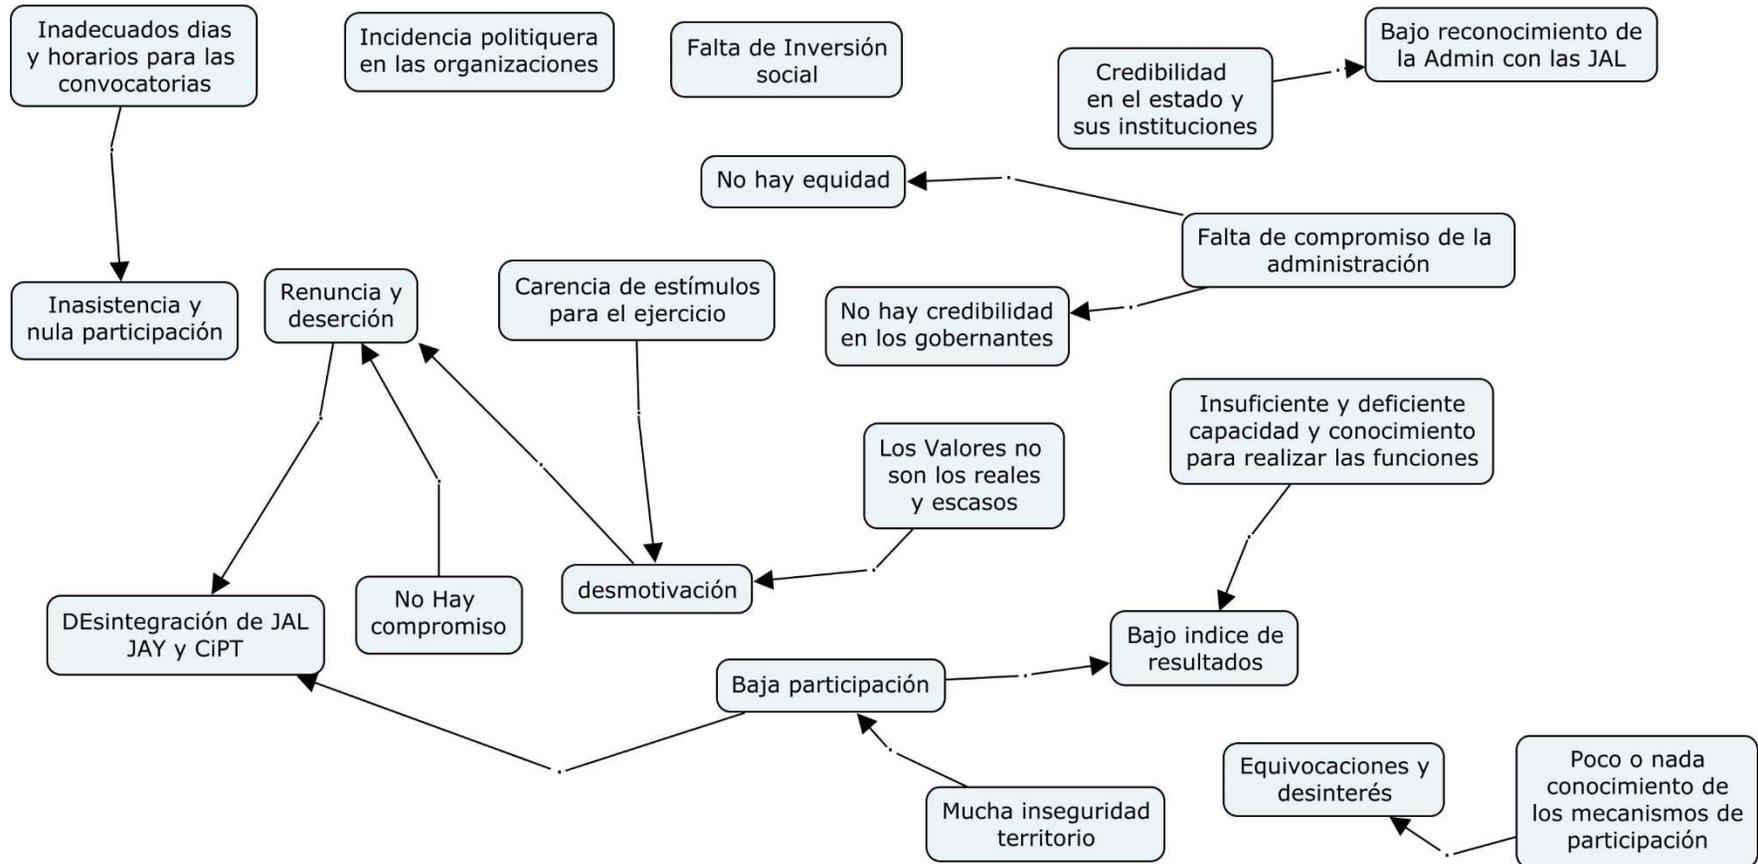 Inadecuados dias
y horarios para las
convocatorias
Incidencia politiquera
en las organizaciones
Falta de Inversión
social
Credibilidad
en el estado y
sus instituciones
Bajo reconocimiento de
la Admin con las JAL
No hay equidad
Falta de compromiso de la
administración
Inasistencia y
nula participación
Renuncia y
deserción
Carencia de estímulos
para el ejercicio
No hay credibilidad
en los gobernantes
Insuficiente y deficiente
capacidad y conocimiento
para realizar las funciones
Los Valores no
son los reales
y escasos
DEsintegración de JAL
JAY y CiPT
No Hay
compromiso
desmotivación
Bajo indice de
resultados
Baja participación
Mucha inseguridad
territorio
Equivocaciones y
desinterés
Poco o nada
conocimiento de
los mecanismos de
participación